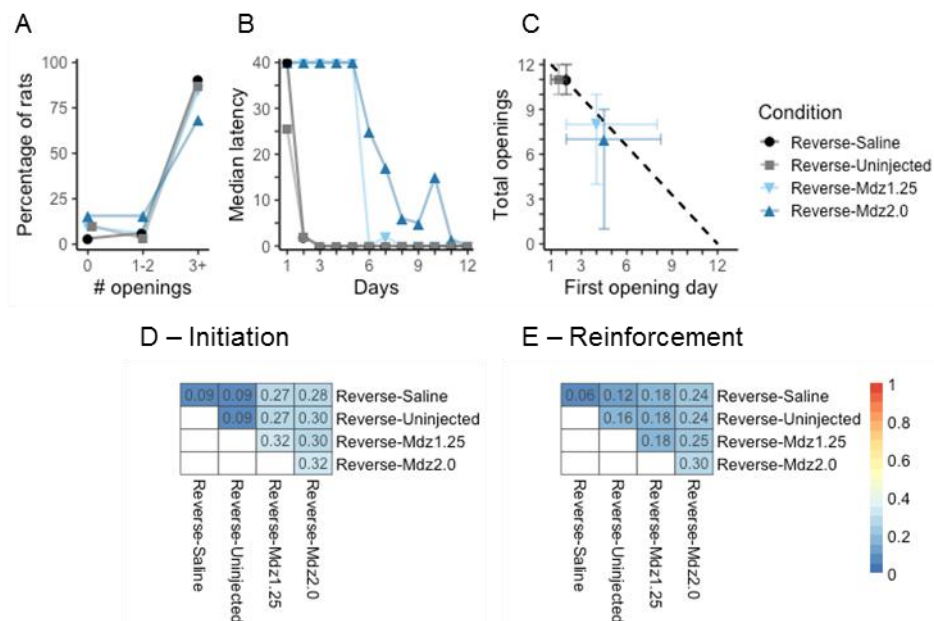 A
B
C
Percentage of rats
100
75
50
25
0
0 1-2 3+
# openings
Median latency
40
30
20
10
0
1 3 6 9 12
Days
Total openings
12
9
6
3
0
1 3 6 9 12
First opening day
Condition
Reverse-Saline
Reverse-Uninjected
Reverse-Mdz1.25
Reverse-Mdz2.0
D – Initiation
0.09 0.09 0.27 0.28 Reverse-Saline
0.09 0.27 0.30 Reverse-Uninjected
0.32 0.30 Reverse-Mdz1.25
0.32 Reverse-Mdz2.0
Reverse-Saline
Reverse-Uninjected
Reverse-Mdz1.25
Reverse-Mdz2.0
E – Reinforcement
0.06 0.12 0.18 0.24 Reverse-Saline
0.16 0.18 0.24 Reverse-Uninjected
0.18 0.25 Reverse-Mdz1.25
0.30 Reverse-Mdz2.0
Reverse-Saline
Reverse-Uninjected
Reverse-Mdz1.25
Reverse-Mdz2.0
1
0.8
0.6
0.4
0.2
0